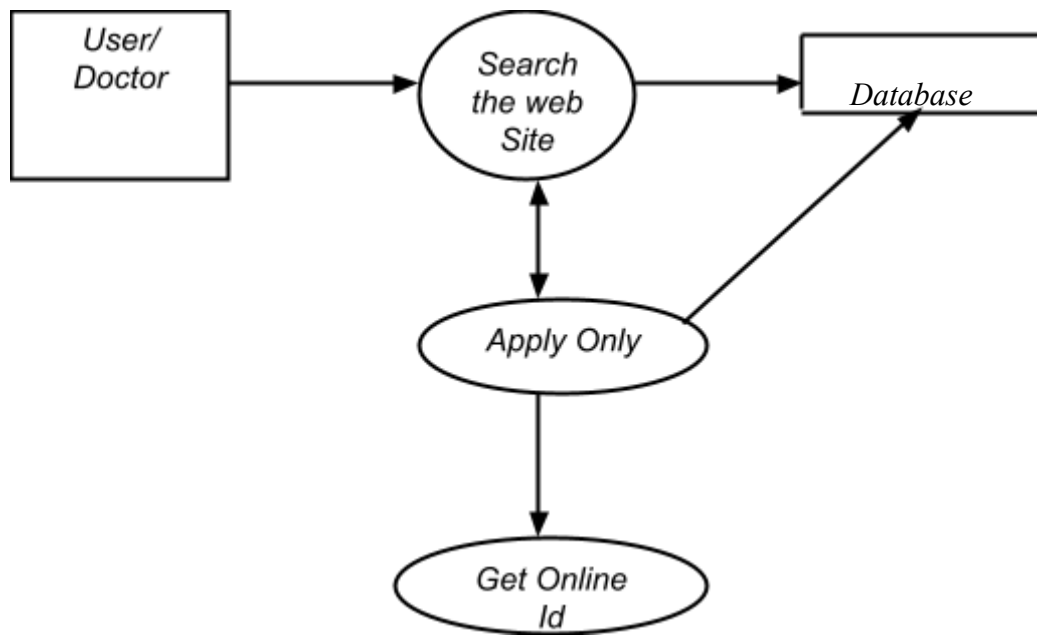 User/
Doctor
Search
the web
Site
Database
Apply Only
Get Online
Id